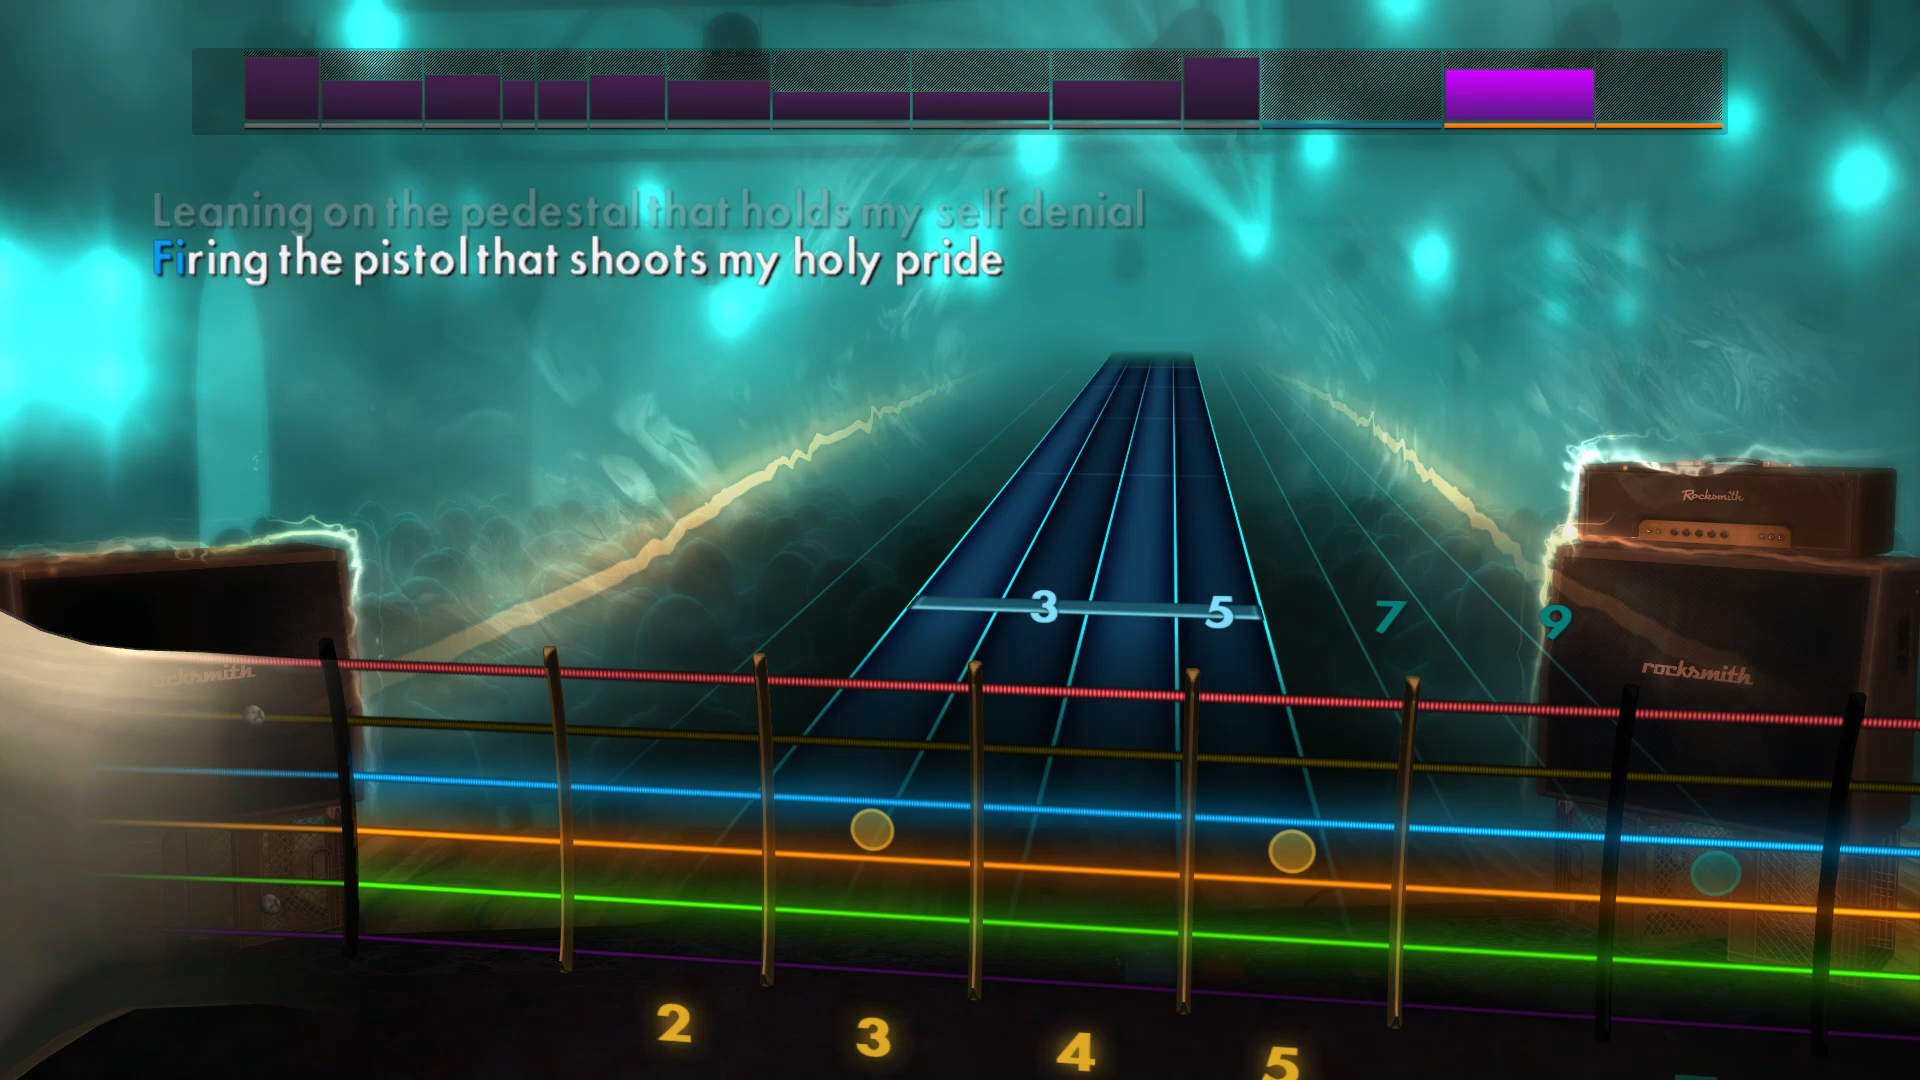 Leaning on the pedestal that holds my self denial
Firing the pistol that shoots my holy pride
Rocksmith
3 5 7 9
rocksmith
rocksmith
2 3 4 5